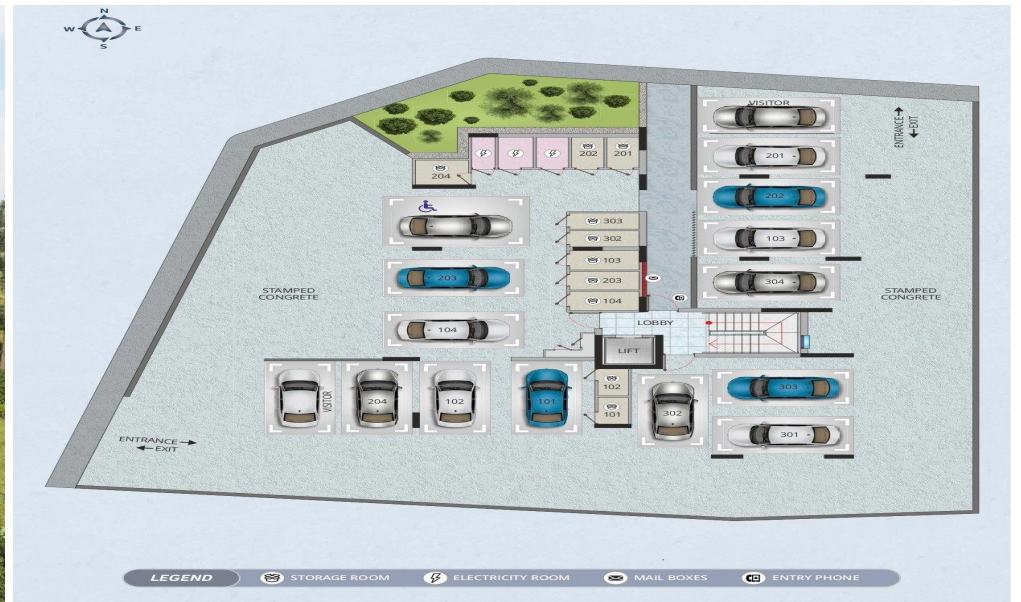 N
W E
S
VISITOR
ENTRANCE
EXIT
201
202
103
304
202
201
204
303
302
103
203
104
203
104
STAMPED
CONCRETE
STAMPED
CONCRETE
LOBBY
LIFT
VISITOR
204
102
101
102
101
302
303
301
ENTRANCE
EXIT
LEGEND
STORAGE ROOM
ELECTRICITY ROOM
MAIL BOXES
ENTRY PHONE